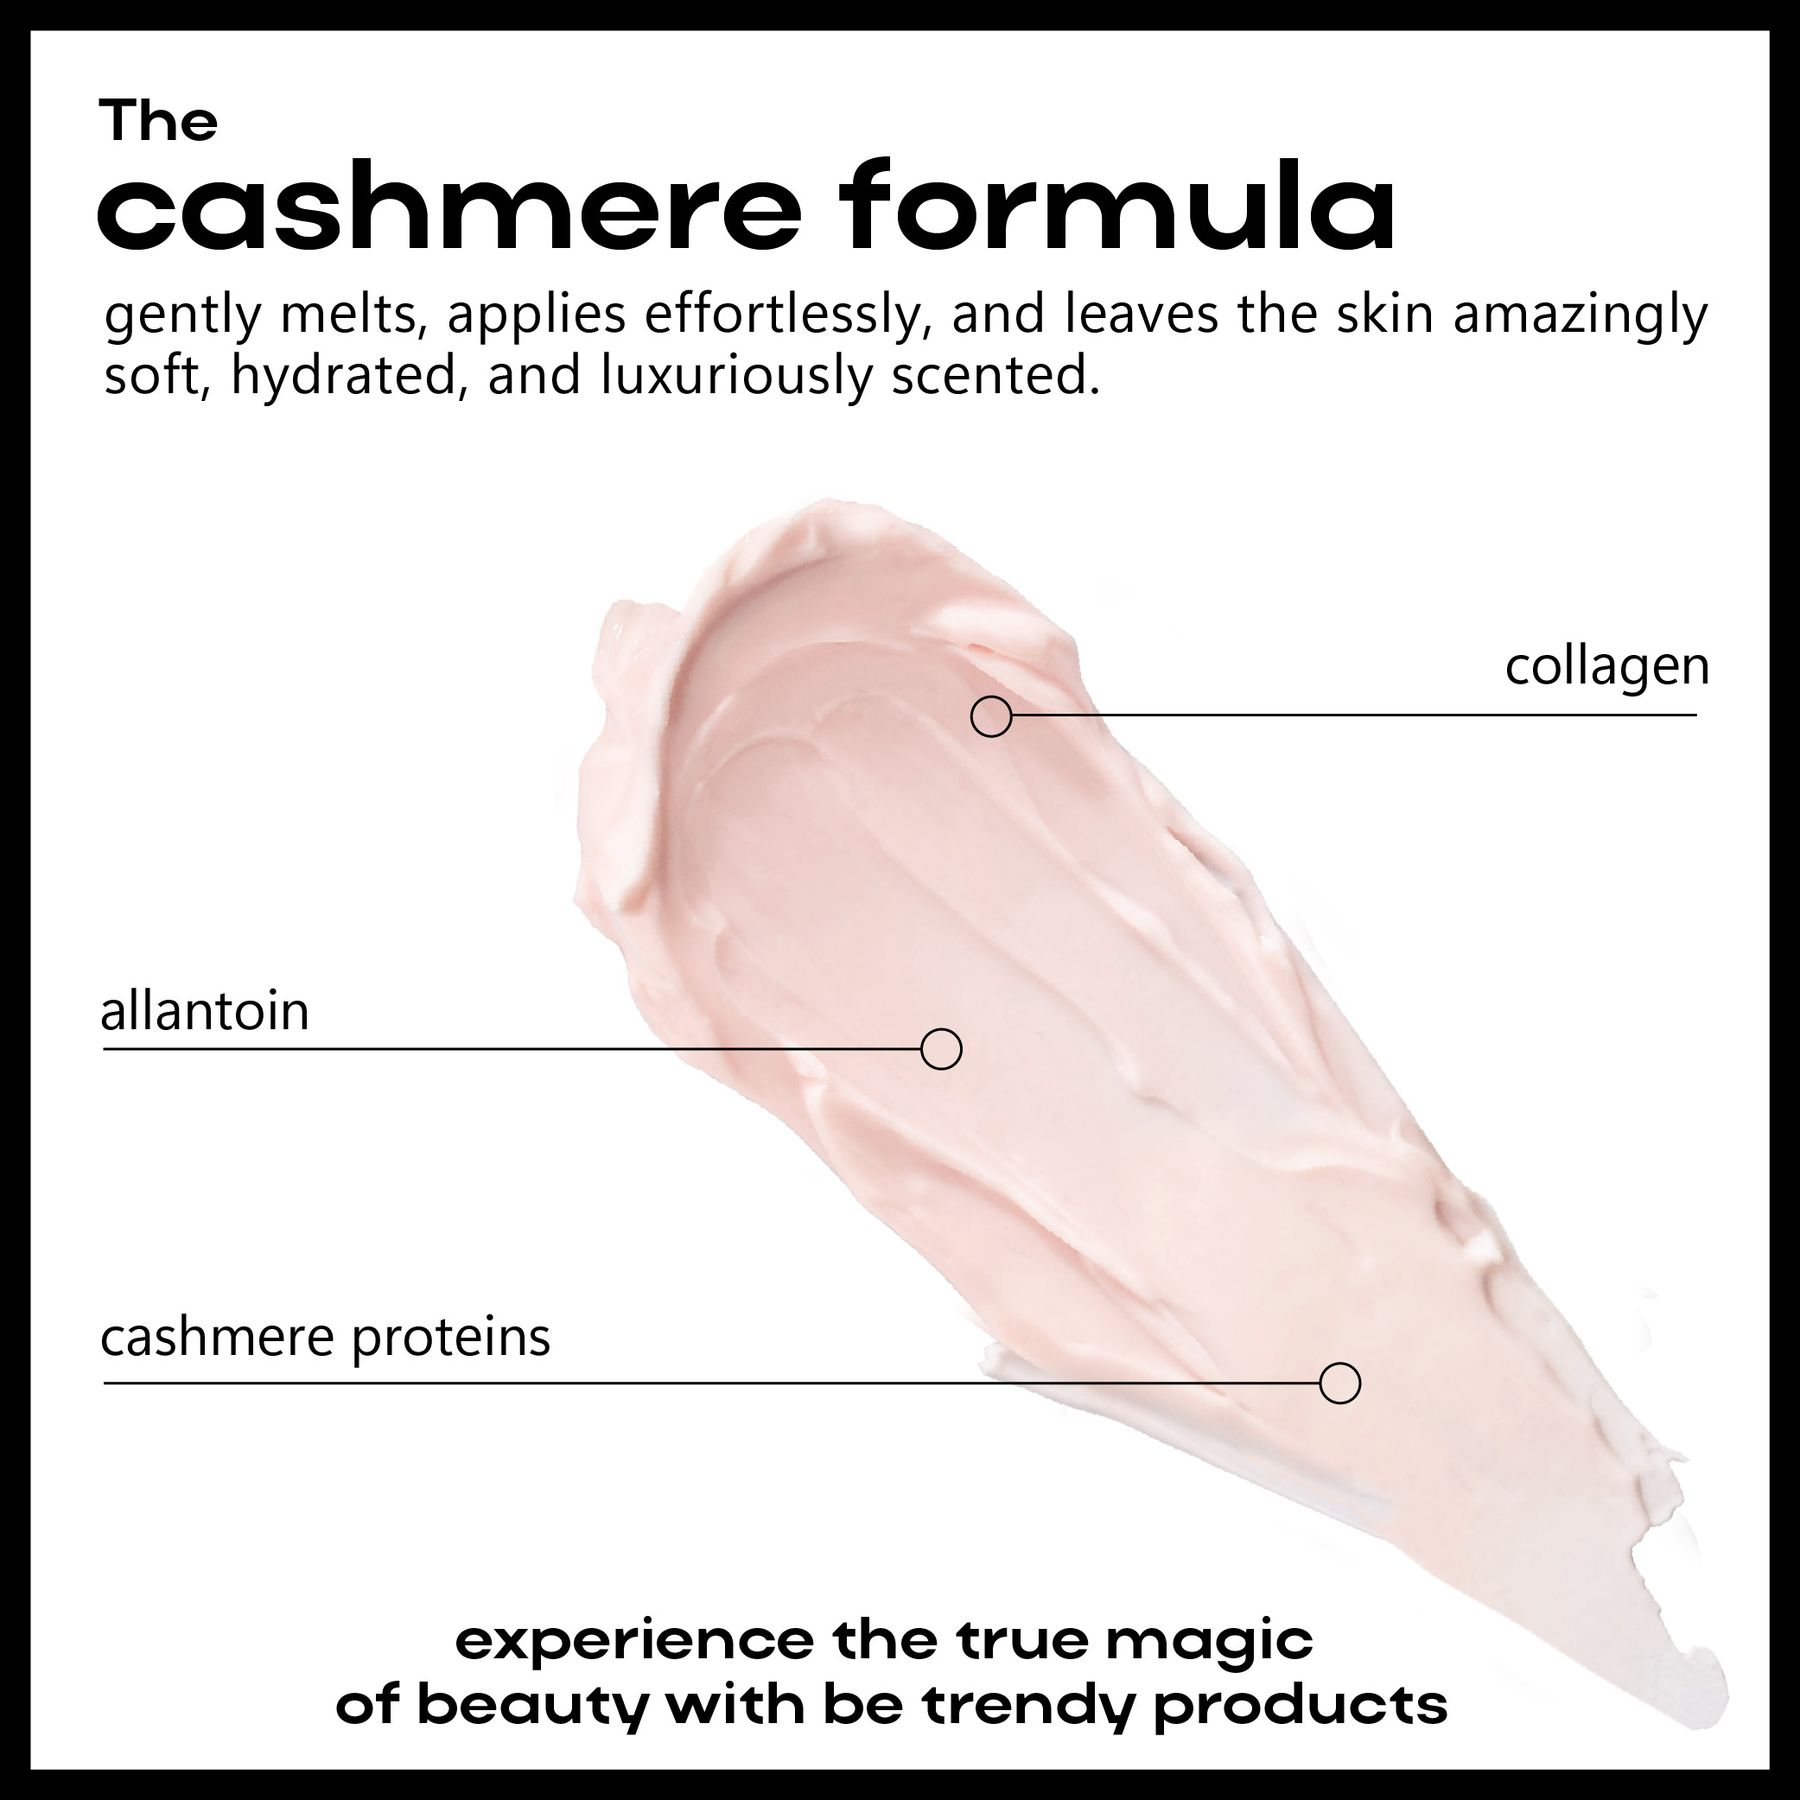 The
cashmere formula
gently melts, applies effortlessly, and leaves the skin amazingly
soft, hydrated, and luxuriously scented.
collagen
allantoin
cashmere proteins
experience the true magic
of beauty with be trendy products